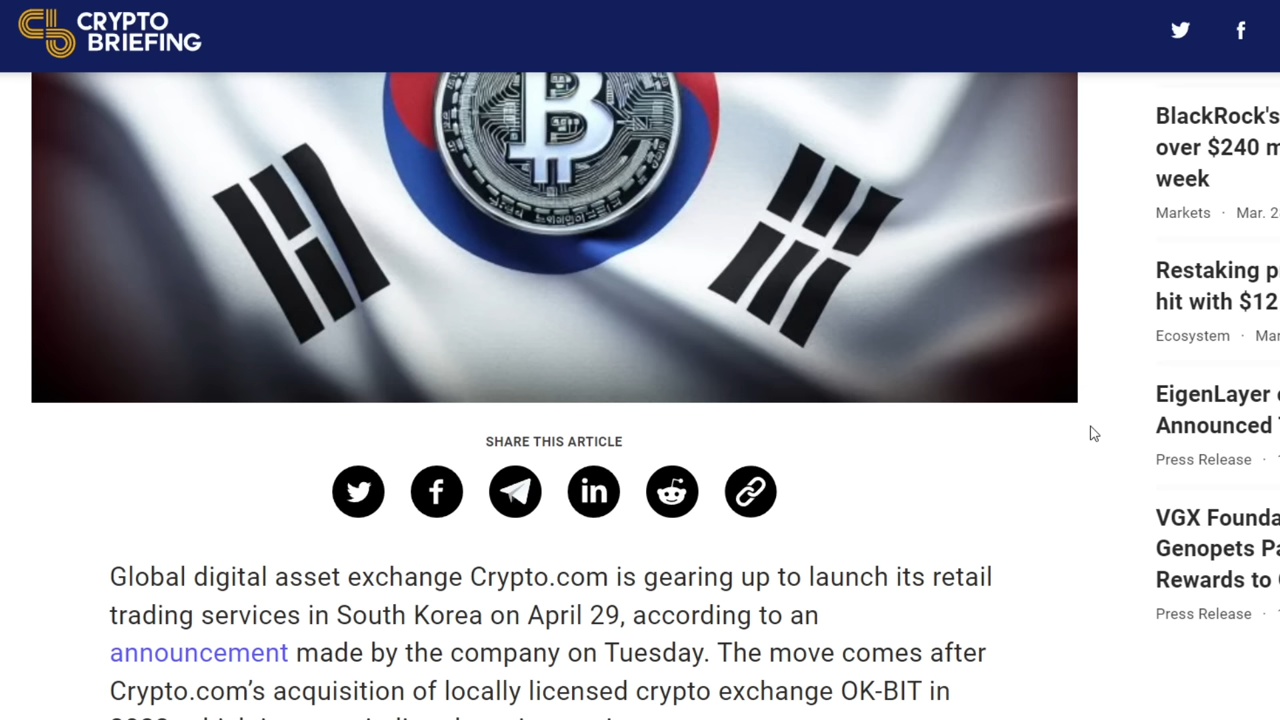 CRYPTO
BRIEFING
B
SHARE THIS ARTICLE
Global digital asset exchange Crypto.com is gearing up to launch its retail
trading services in South Korea on April 29, according to an
announcement made by the company on Tuesday. The move comes after
Crypto.com’s acquisition of locally licensed crypto exchange OK-BIT in
BlackRock's
over $240 m
week
Markets · Mar. 2
Restaking p
hit with $12
Ecosystem · Mar
EigenLayer
Announced
Press Release ·
VGX Founda
Genopets Pa
Rewards to
Press Release ·